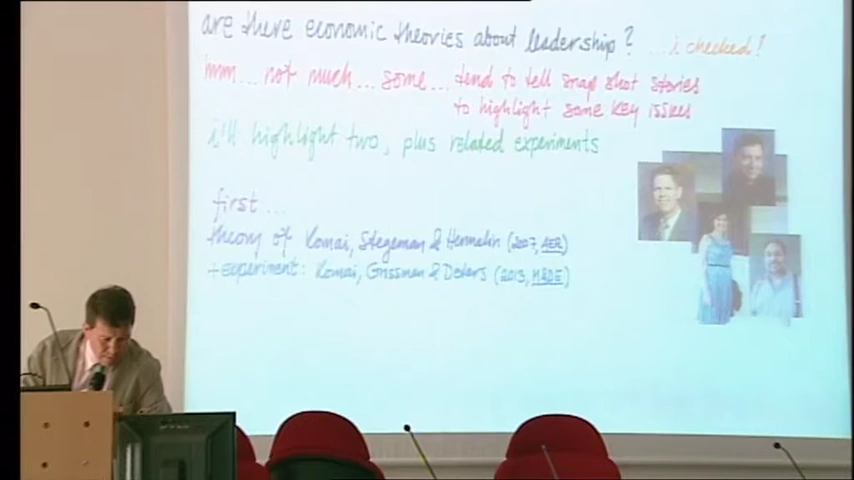 are there economic theories about leadership? ...i checked!
hmm... not much... some... tend to tell snap shot stories
to highlight some key issues
i'll highlight two, plus related experiments
first...
theory of Komai, Stegeman & Hermalin (2007, AER)
+experiment: Komai, Grossman & Deters (2013, MBDE)
DELL